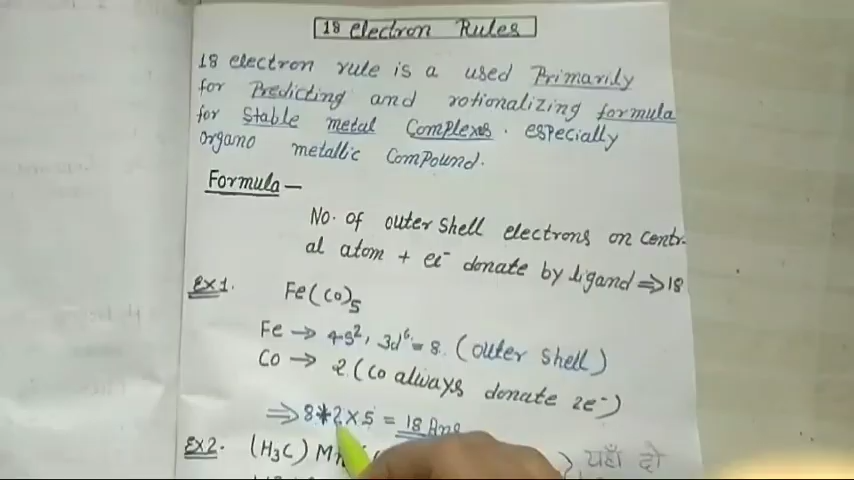 18 electron Rules
18 electron rule is a used Primarily
for Predicting and rotionalizing formula
for Stable metal Complexes. especially
organo metallic Compound.
Formula —
No. of outer shell electrons on centr-
al atom + ee⁻ donate by ligand ⇒ 18
Ex1. Fe(Co)₅
Fe → 4S², 3d⁶ = 8. (outer shell)
Co → 2 (Co always donate 2e⁻)
⇒ 8+2×5 = 18 Ans
Ex2. (H₃C) Mn यहाँ दो